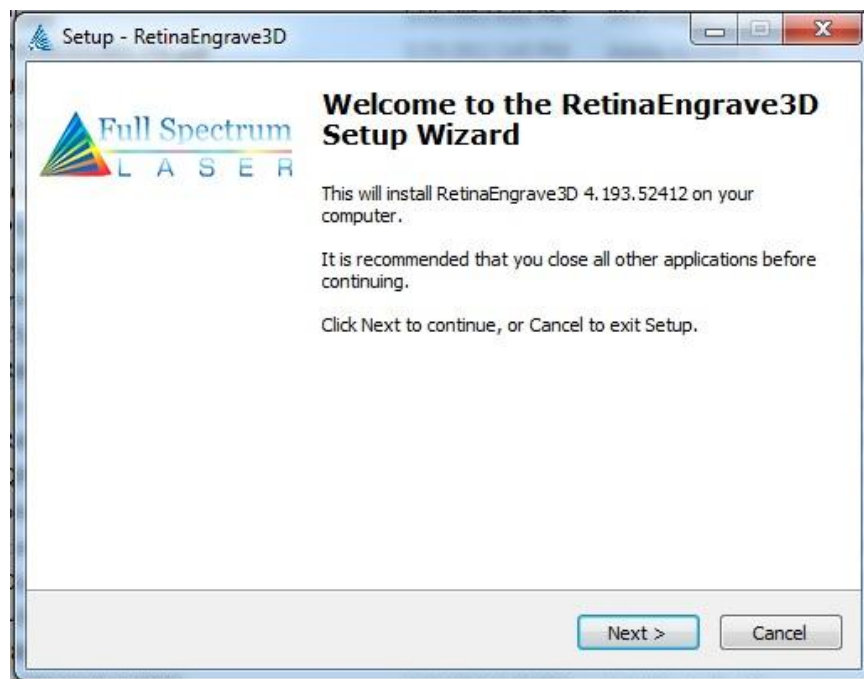 Setup - RetinaEngrave3D
Full Spectrum
LASER
Welcome to the RetinaEngrave3D
Setup Wizard
This will install RetinaEngrave3D 4.193.52412 on your
computer.
It is recommended that you close all other applications before
continuing.
Click Next to continue, or Cancel to exit Setup.
Next >
Cancel